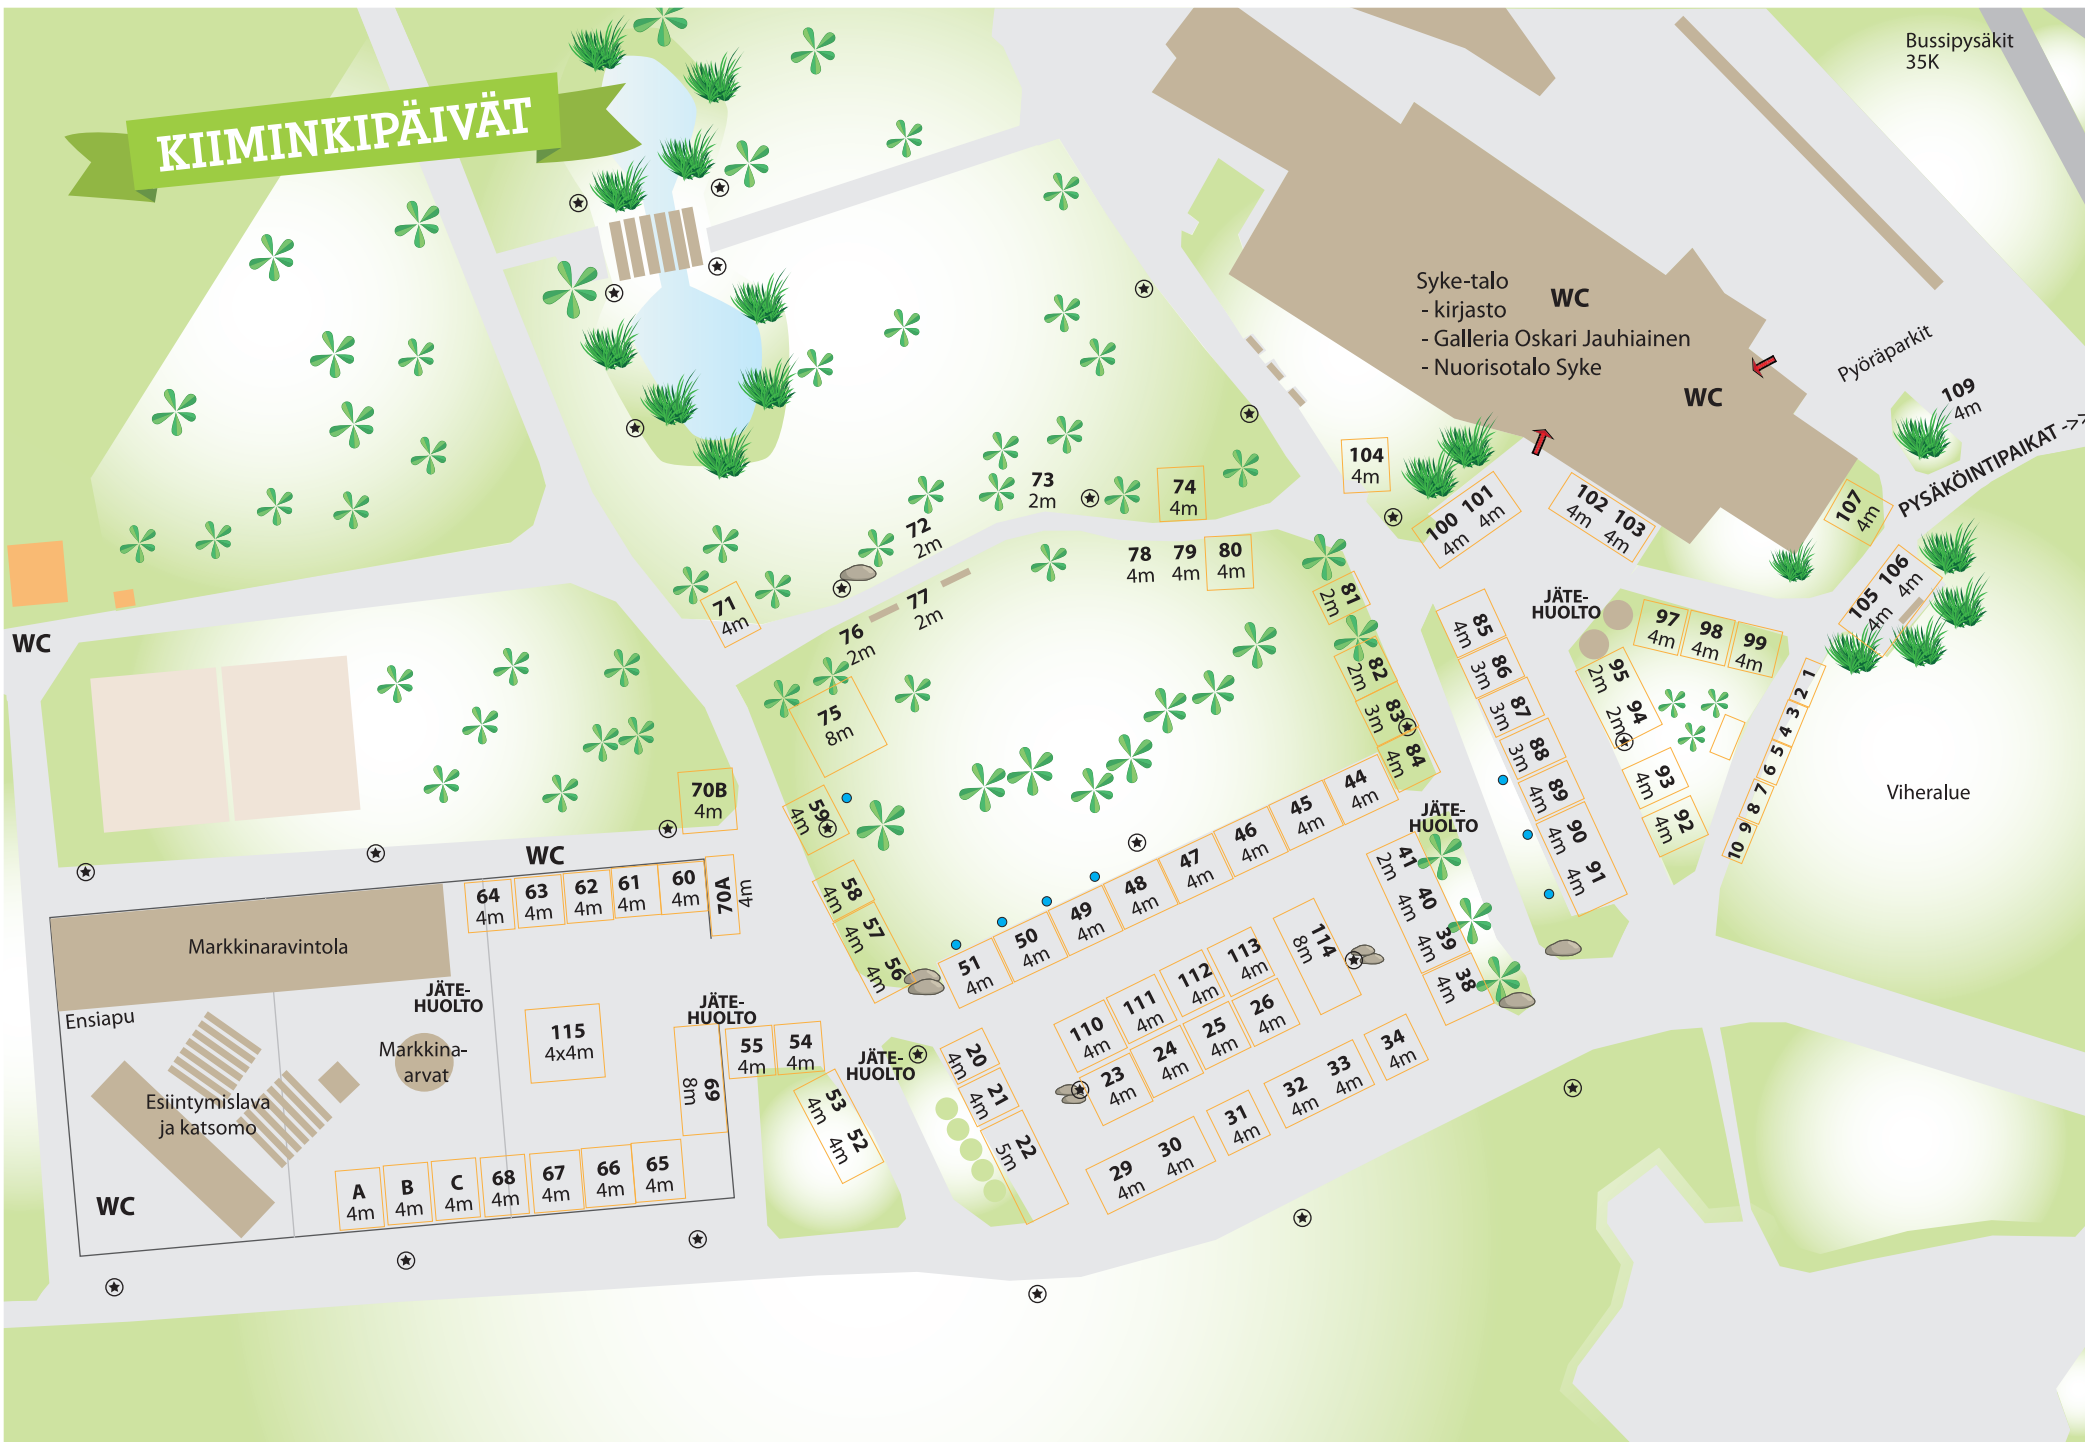 KIIMINKIPÄIVÄT
Bussipysäkit
35K
Syke-talo
- kirjasto
- Galleria Oskari Jauhiainen
- Nuorisotalo Syke
WC
WC
Pyöräparkit
109
4m
PYSÄKÖINTIPAIKAT ->>
104
4m
100 101
4m 4m
102 103
4m 4m
107
4m
105 106
4m 4m
73
2m
74
4m
72
2m
78
4m
79
4m
80
4m
71
4m
77
2m
76
2m
75
8m
81
2m
82
2m
83
3m
84
4m
85
4m
86
3m
87
3m
88
3m
89
4m
90
4m
91
4m
JÄTE-
HUOLTO
97
4m
98
4m
99
4m
95
2m
94
2m
93
4m
92
4m
1
2
3
4
5
6
7
8
9
10
Viheralue
WC
70B
4m
59
4m
58
4m
57
4m
56
4m
44
4m
45
4m
46
4m
47
4m
48
4m
49
4m
50
4m
51
4m
JÄTE-
HUOLTO
41
2m
40
4m
39
4m
38
4m
WC
64
4m
63
4m
62
4m
61
4m
60
4m
70A
4m
Markkinaravintola
JÄTE-
HUOLTO
Ensiapu
115
4x4m
Markkina-
arvat
Esiintymislava
ja katsomo
WC
JÄTE-
HUOLTO
69
8m
55
4m
54
4m
JÄTE-
HUOLTO
53
4m
52
4m
A
4m
B
4m
C
4m
68
4m
67
4m
66
4m
65
4m
20
4m
21
4m
22
5m
110
4m
111
4m
112
4m
113
4m
114
8m
23
4m
24
4m
25
4m
26
4m
29
4m
30
4m
31
4m
32
4m
33
4m
34
4m